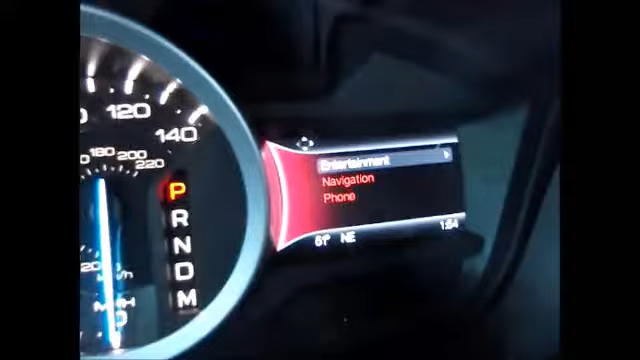 120
140
180
200
220
P
R
N
D
M
Entertainment
Navigation
Phone
61° NE
1:54